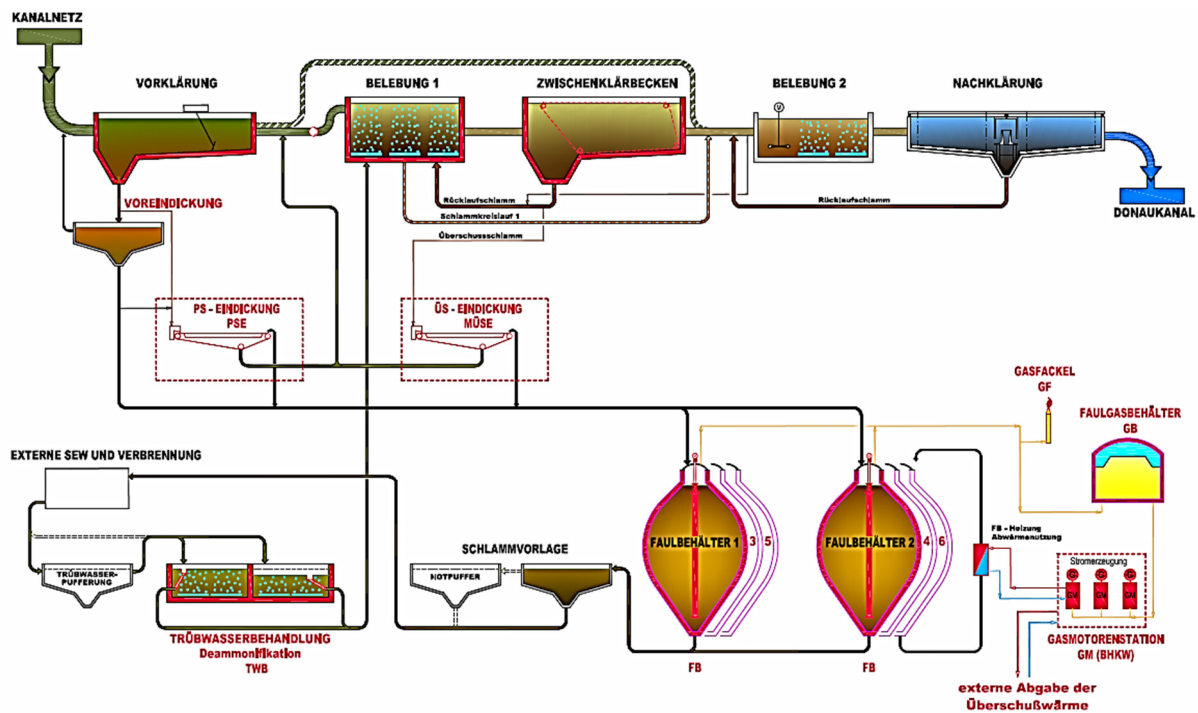 KANALNETZ
VORKLÄRUNG
BELEBUNG 1
ZWISCHENKLÄRBECKEN
BELEBUNG 2
NACHKLÄRUNG
V
Rücklaufschlamm
Schlammkreislauf 1
Überschussschlamm
Rücklaufschlamm
DONAUKANAL
VOREINDICKUNG
PS - EINDICKUNG
PSE
ÜS - EINDICKUNG
MÜSE
GASFACKEL
GF
FAULGASBEHÄLTER
GB
EXTERNE SEW UND VERBRENNUNG
TRÜBWASSER-
PUFFERUNG
TRÜBWASSERBEHANDLUNG
Deammonifikation
TWB
SCHLAMMVORLAGE
NOTPUFFER
FAULBEHÄLTER 1
3
5
FB
FAULBEHÄLTER 2
4
6
FB
FB - Heizung
Abwärmenutzung
Stromerzeugung
G
G
G
GM
GM
GM
GASMOTORENSTATION
GM (BHKW)
externe Abgabe der
Überschußwärme